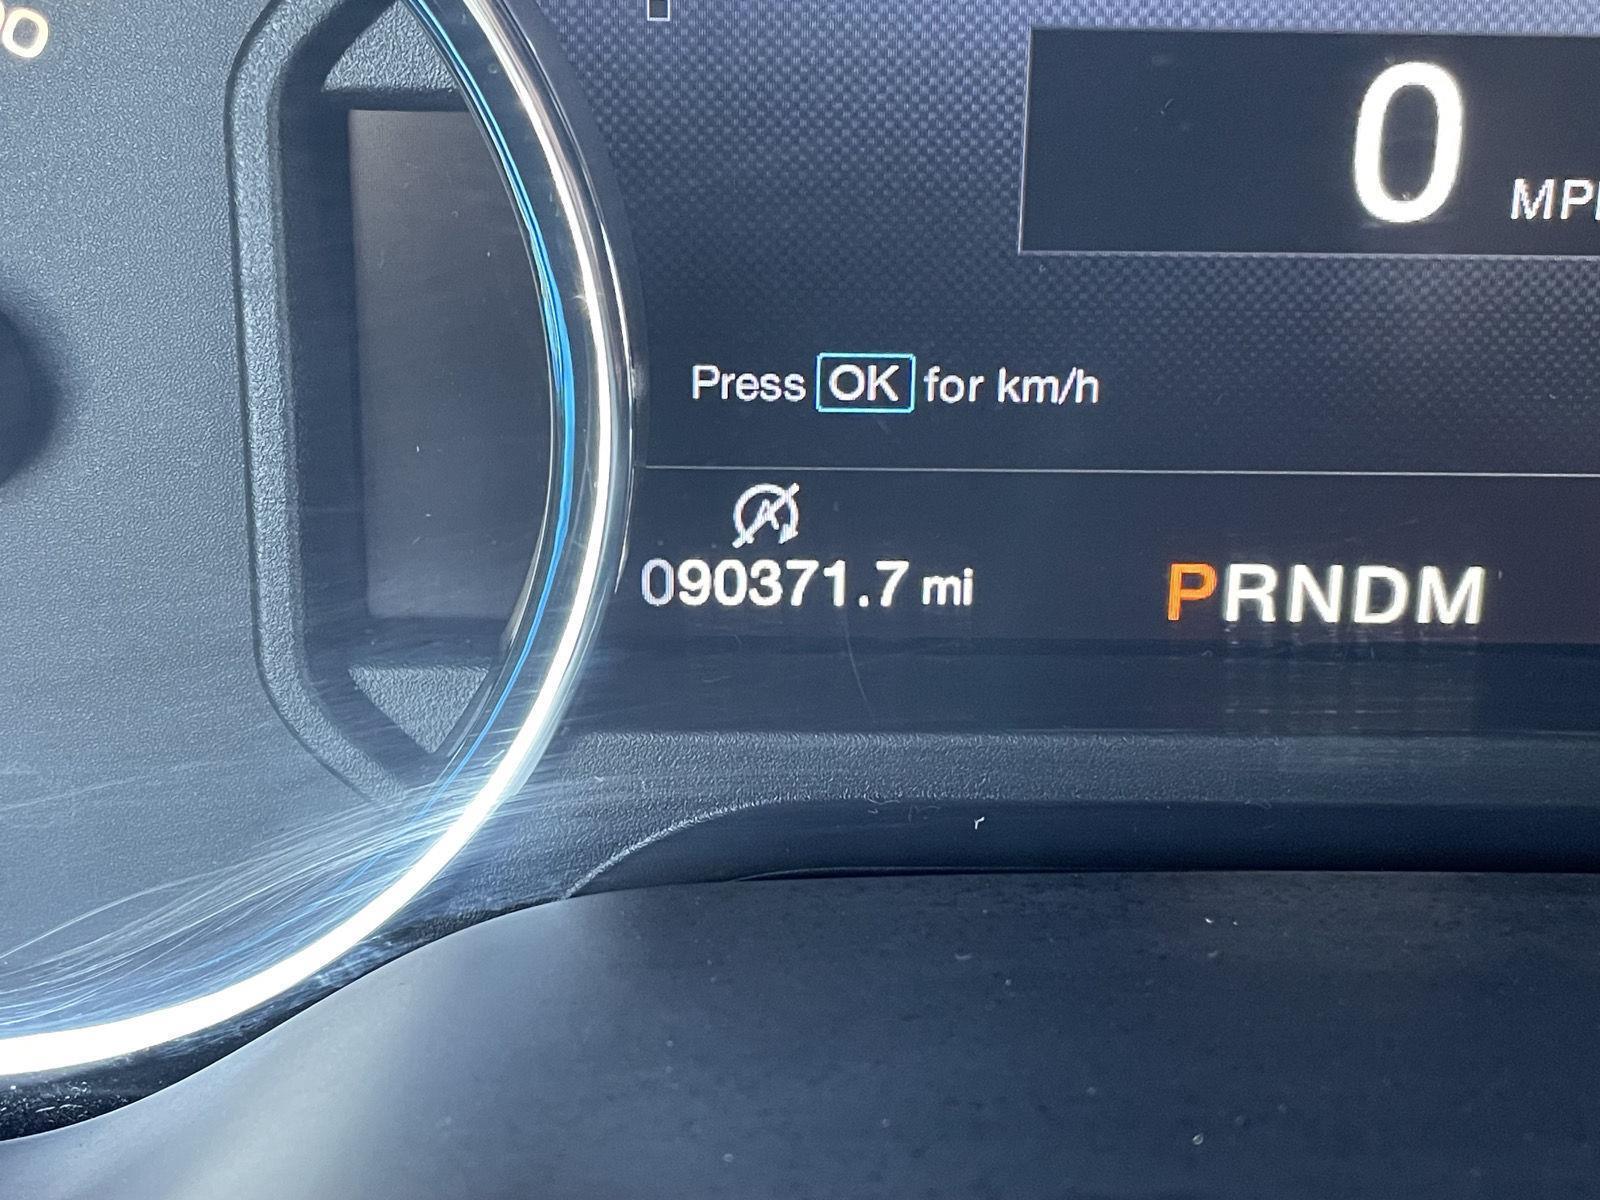 0
MPH
Press OK for km/h
090371.7 mi
PRNDM